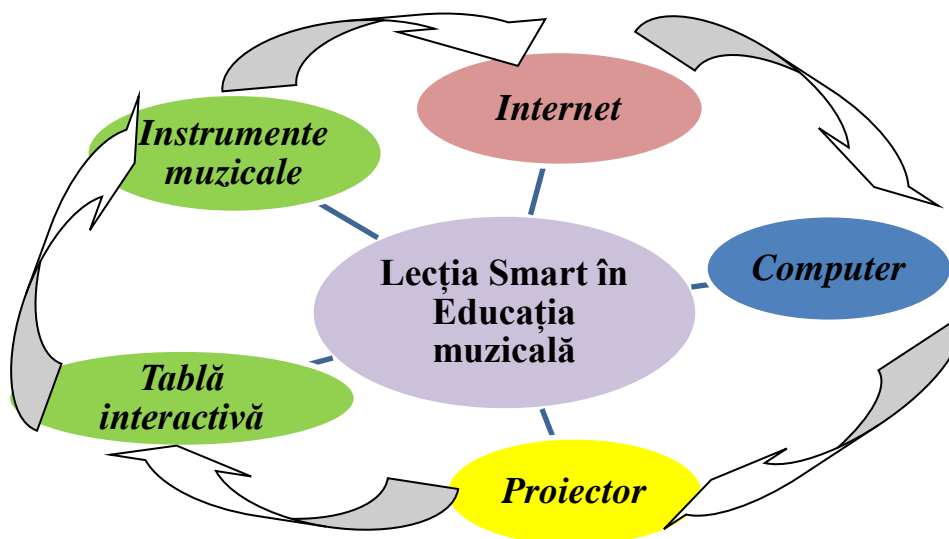 Internet
Instrumente
muzicale
Lecția Smart în
Educația
muzicală
Computer
Tablă
interactivă
Proiector